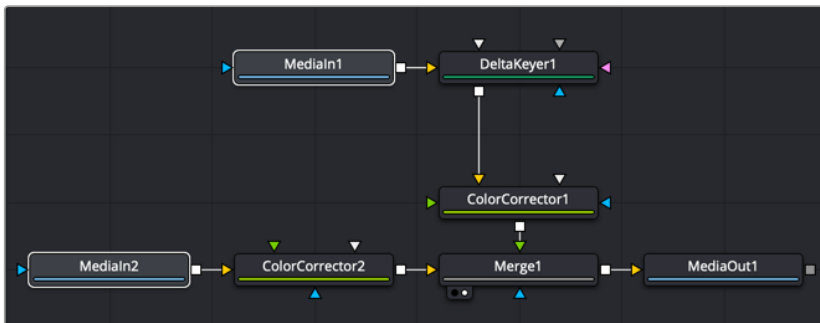 MediaIn1
DeltaKeyer1
ColorCorrector1
MediaIn2
ColorCorrector2
Merge1
MediaOut1